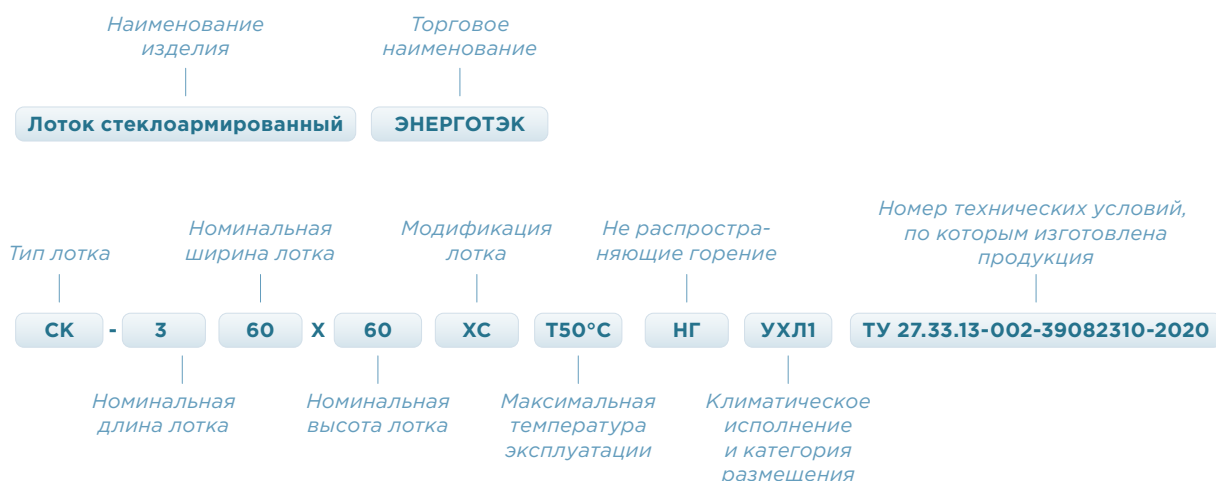 Наименование
изделия
Торговое
наименование
Лоток стеклоармированный
ЭНЕРГОТЭК
Тип лотка
Номинальная
ширина лотка
Модификация
лотка
Не распростра-
няющие горение
Номер технических условий,
по которым изготовлена
продукция
СК - 3 60 Х 60 ХС Т50°С НГ УХЛ1 ТУ 27.33.13-002-39082310-2020
Номинальная
длина лотка
Номинальная
высота лотка
Максимальная
температура
эксплуатации
Климатическое
исполнение
и категория
размещения